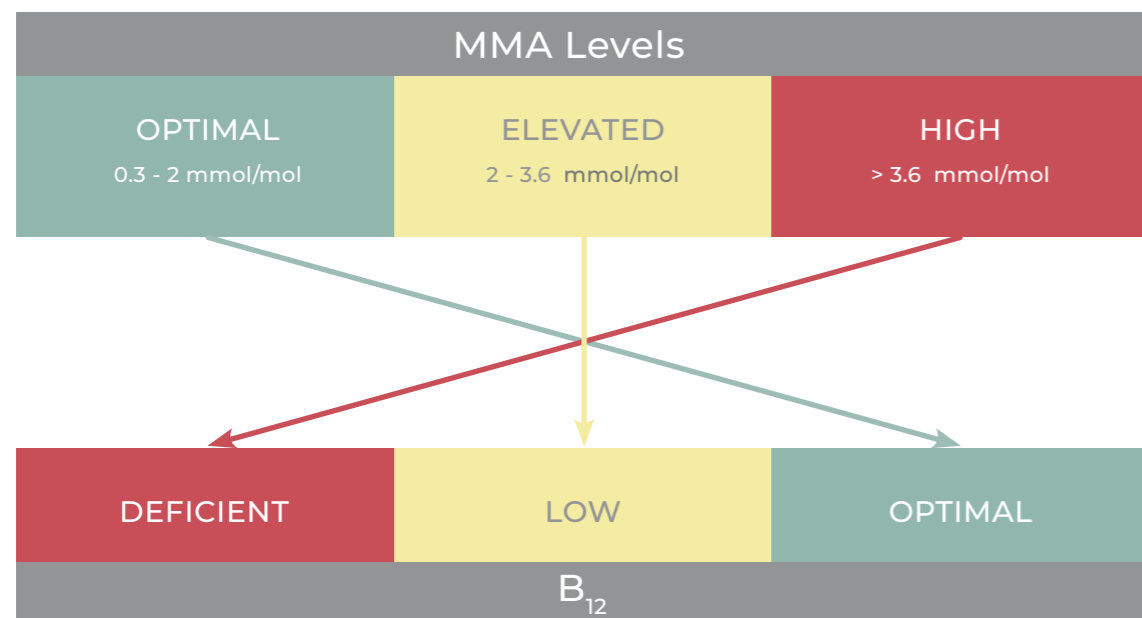 MMA Levels
OPTIMAL
0.3 - 2 mmol/mol
ELEVATED
2 - 3.6 mmol/mol
HIGH
> 3.6 mmol/mol
DEFICIENT
LOW
OPTIMAL
B12